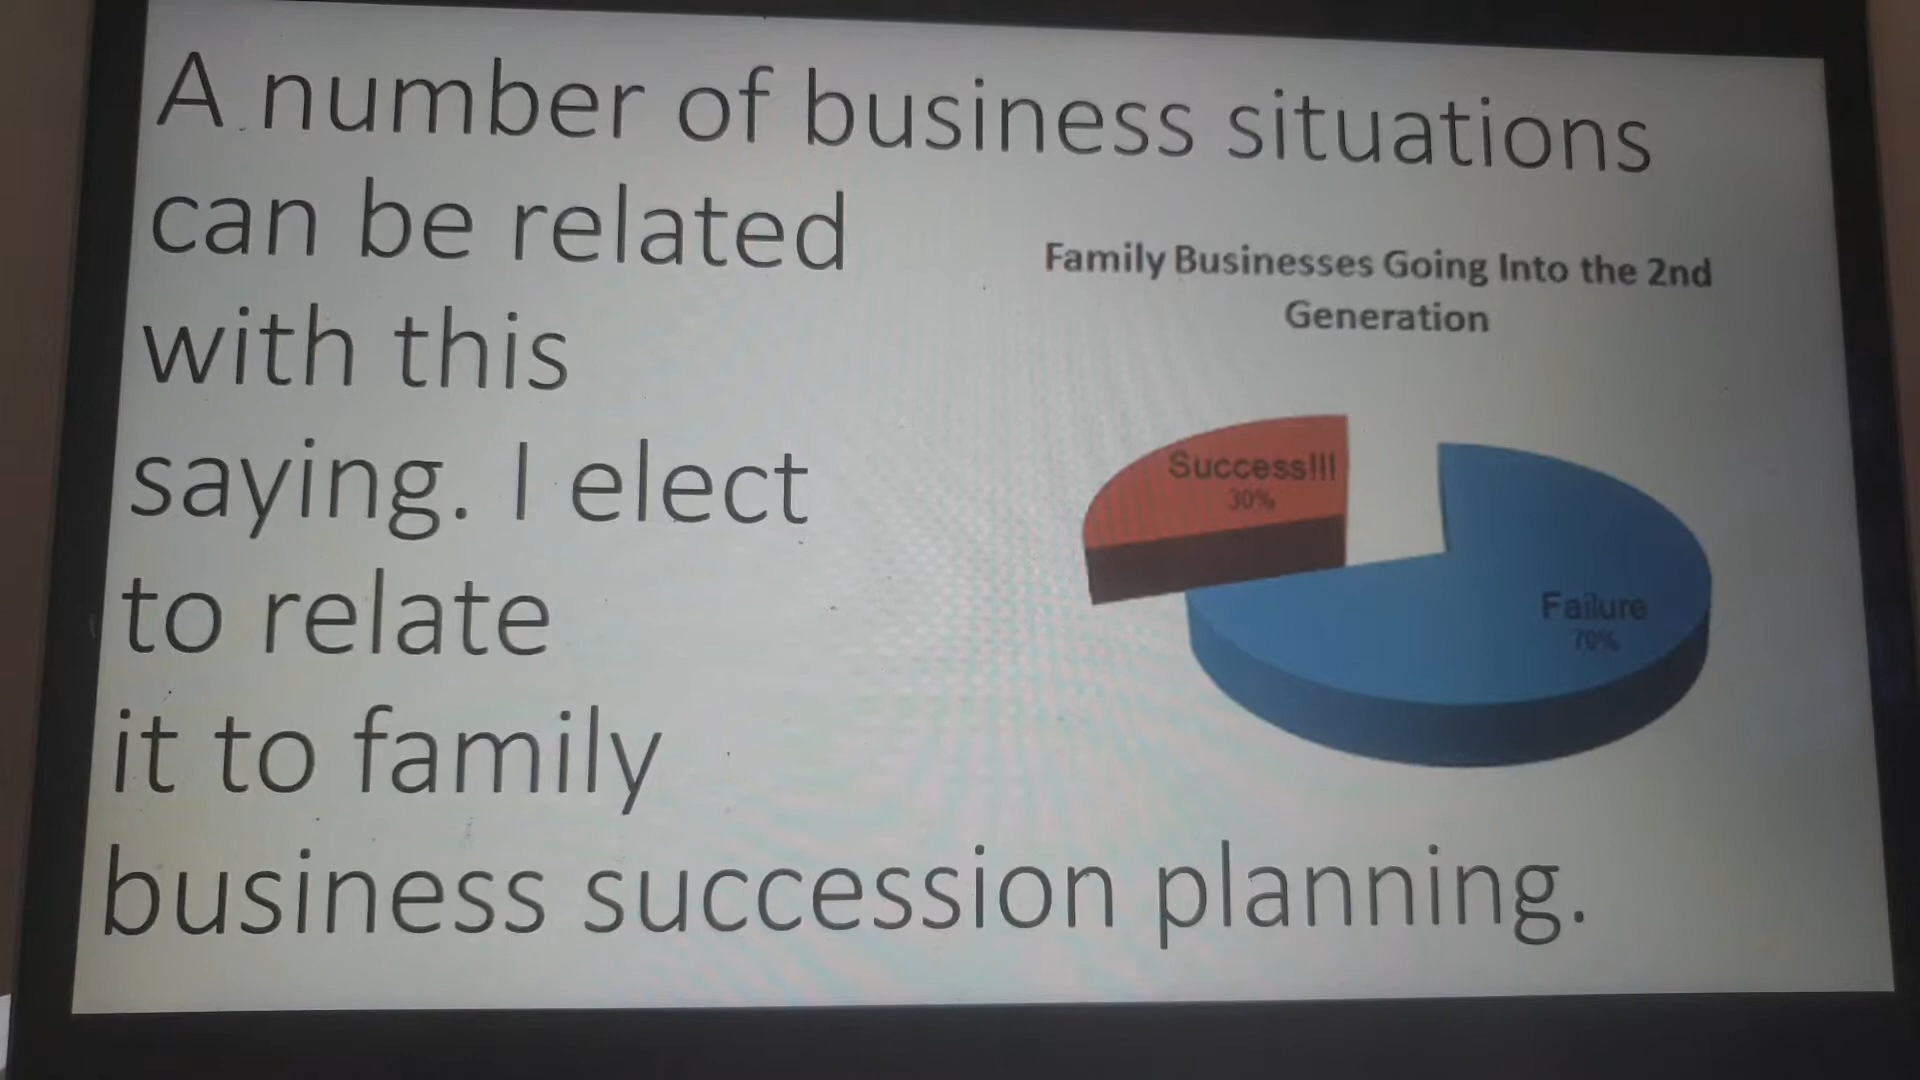 A number of business situations
can be related
with this
saying. I elect
to relate
it to family
business succession planning.
Family Businesses Going Into the 2nd
Generation
Success!!!
30%
Failure
70%